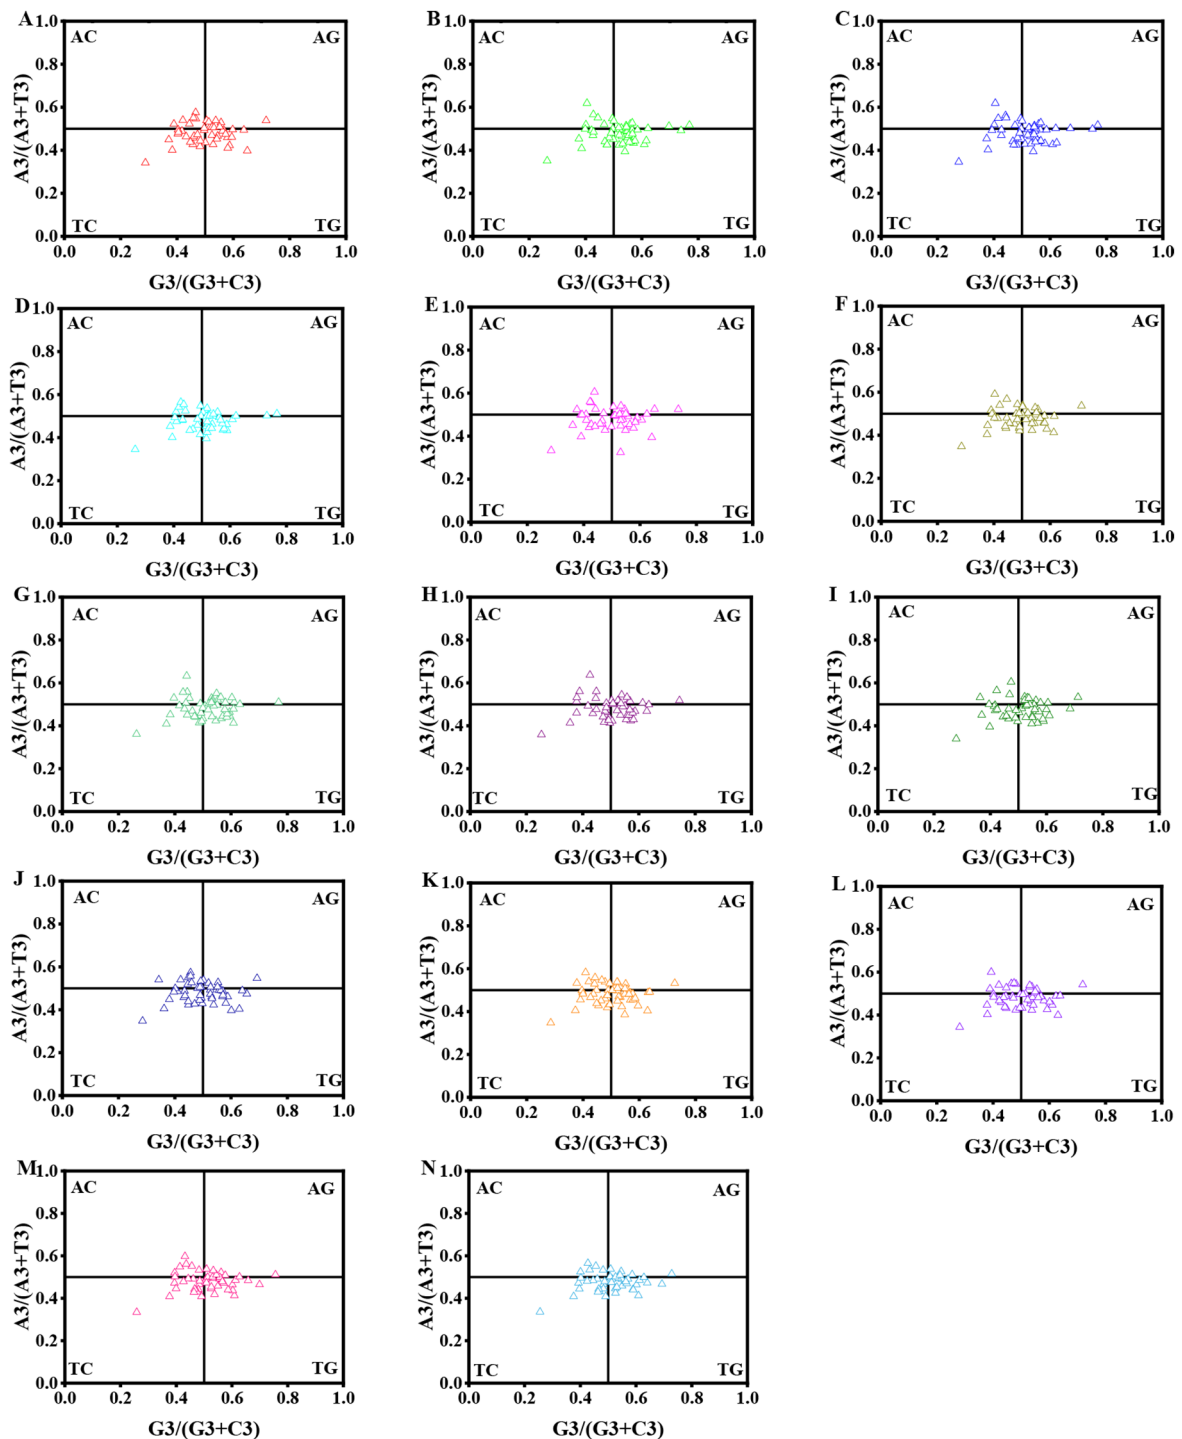 A 1.0 AC AG
0.8
0.6
0.4
0.2
TC TG
0.0
0.0 0.2 0.4 0.6 0.8 1.0
A3/(A3+T3)
G3/(G3+C3)
B 1.0 AC AG
0.8
0.6
0.4
0.2
TC TG
0.0
0.0 0.2 0.4 0.6 0.8 1.0
A3/(A3+T3)
G3/(G3+C3)
C 1.0 AC AG
0.8
0.6
0.4
0.2
TC TG
0.0
0.0 0.2 0.4 0.6 0.8 1.0
A3/(A3+T3)
G3/(G3+C3)
D 1.0 AC AG
0.8
0.6
0.4
0.2
TC TG
0.0
0.0 0.2 0.4 0.6 0.8 1.0
A3/(A3+T3)
G3/(G3+C3)
E 1.0 AC AG
0.8
0.6
0.4
0.2
TC TG
0.0
0.0 0.2 0.4 0.6 0.8 1.0
A3/(A3+T3)
G3/(G3+C3)
F 1.0 AC AG
0.8
0.6
0.4
0.2
TC TG
0.0
0.0 0.2 0.4 0.6 0.8 1.0
A3/(A3+T3)
G3/(G3+C3)
G 1.0 AC AG
0.8
0.6
0.4
0.2
TC TG
0.0
0.0 0.2 0.4 0.6 0.8 1.0
A3/(A3+T3)
G3/(G3+C3)
H 1.0 AC AG
0.8
0.6
0.4
0.2
TC TG
0.0
0.0 0.2 0.4 0.6 0.8 1.0
A3/(A3+T3)
G3/(G3+C3)
I 1.0 AC AG
0.8
0.6
0.4
0.2
TC TG
0.0
0.0 0.2 0.4 0.6 0.8 1.0
A3/(A3+T3)
G3/(G3+C3)
J 1.0 AC AG
0.8
0.6
0.4
0.2
TC TG
0.0
0.0 0.2 0.4 0.6 0.8 1.0
A3/(A3+T3)
G3/(G3+C3)
K 1.0 AC AG
0.8
0.6
0.4
0.2
TC TG
0.0
0.0 0.2 0.4 0.6 0.8 1.0
A3/(A3+T3)
G3/(G3+C3)
L 1.0 AC AG
0.8
0.6
0.4
0.2
TC TG
0.0
0.0 0.2 0.4 0.6 0.8 1.0
A3/(A3+T3)
G3/(G3+C3)
M 1.0 AC AG
0.8
0.6
0.4
0.2
TC TG
0.0
0.0 0.2 0.4 0.6 0.8 1.0
A3/(A3+T3)
G3/(G3+C3)
N 1.0 AC AG
0.8
0.6
0.4
0.2
TC TG
0.0
0.0 0.2 0.4 0.6 0.8 1.0
A3/(A3+T3)
G3/(G3+C3)